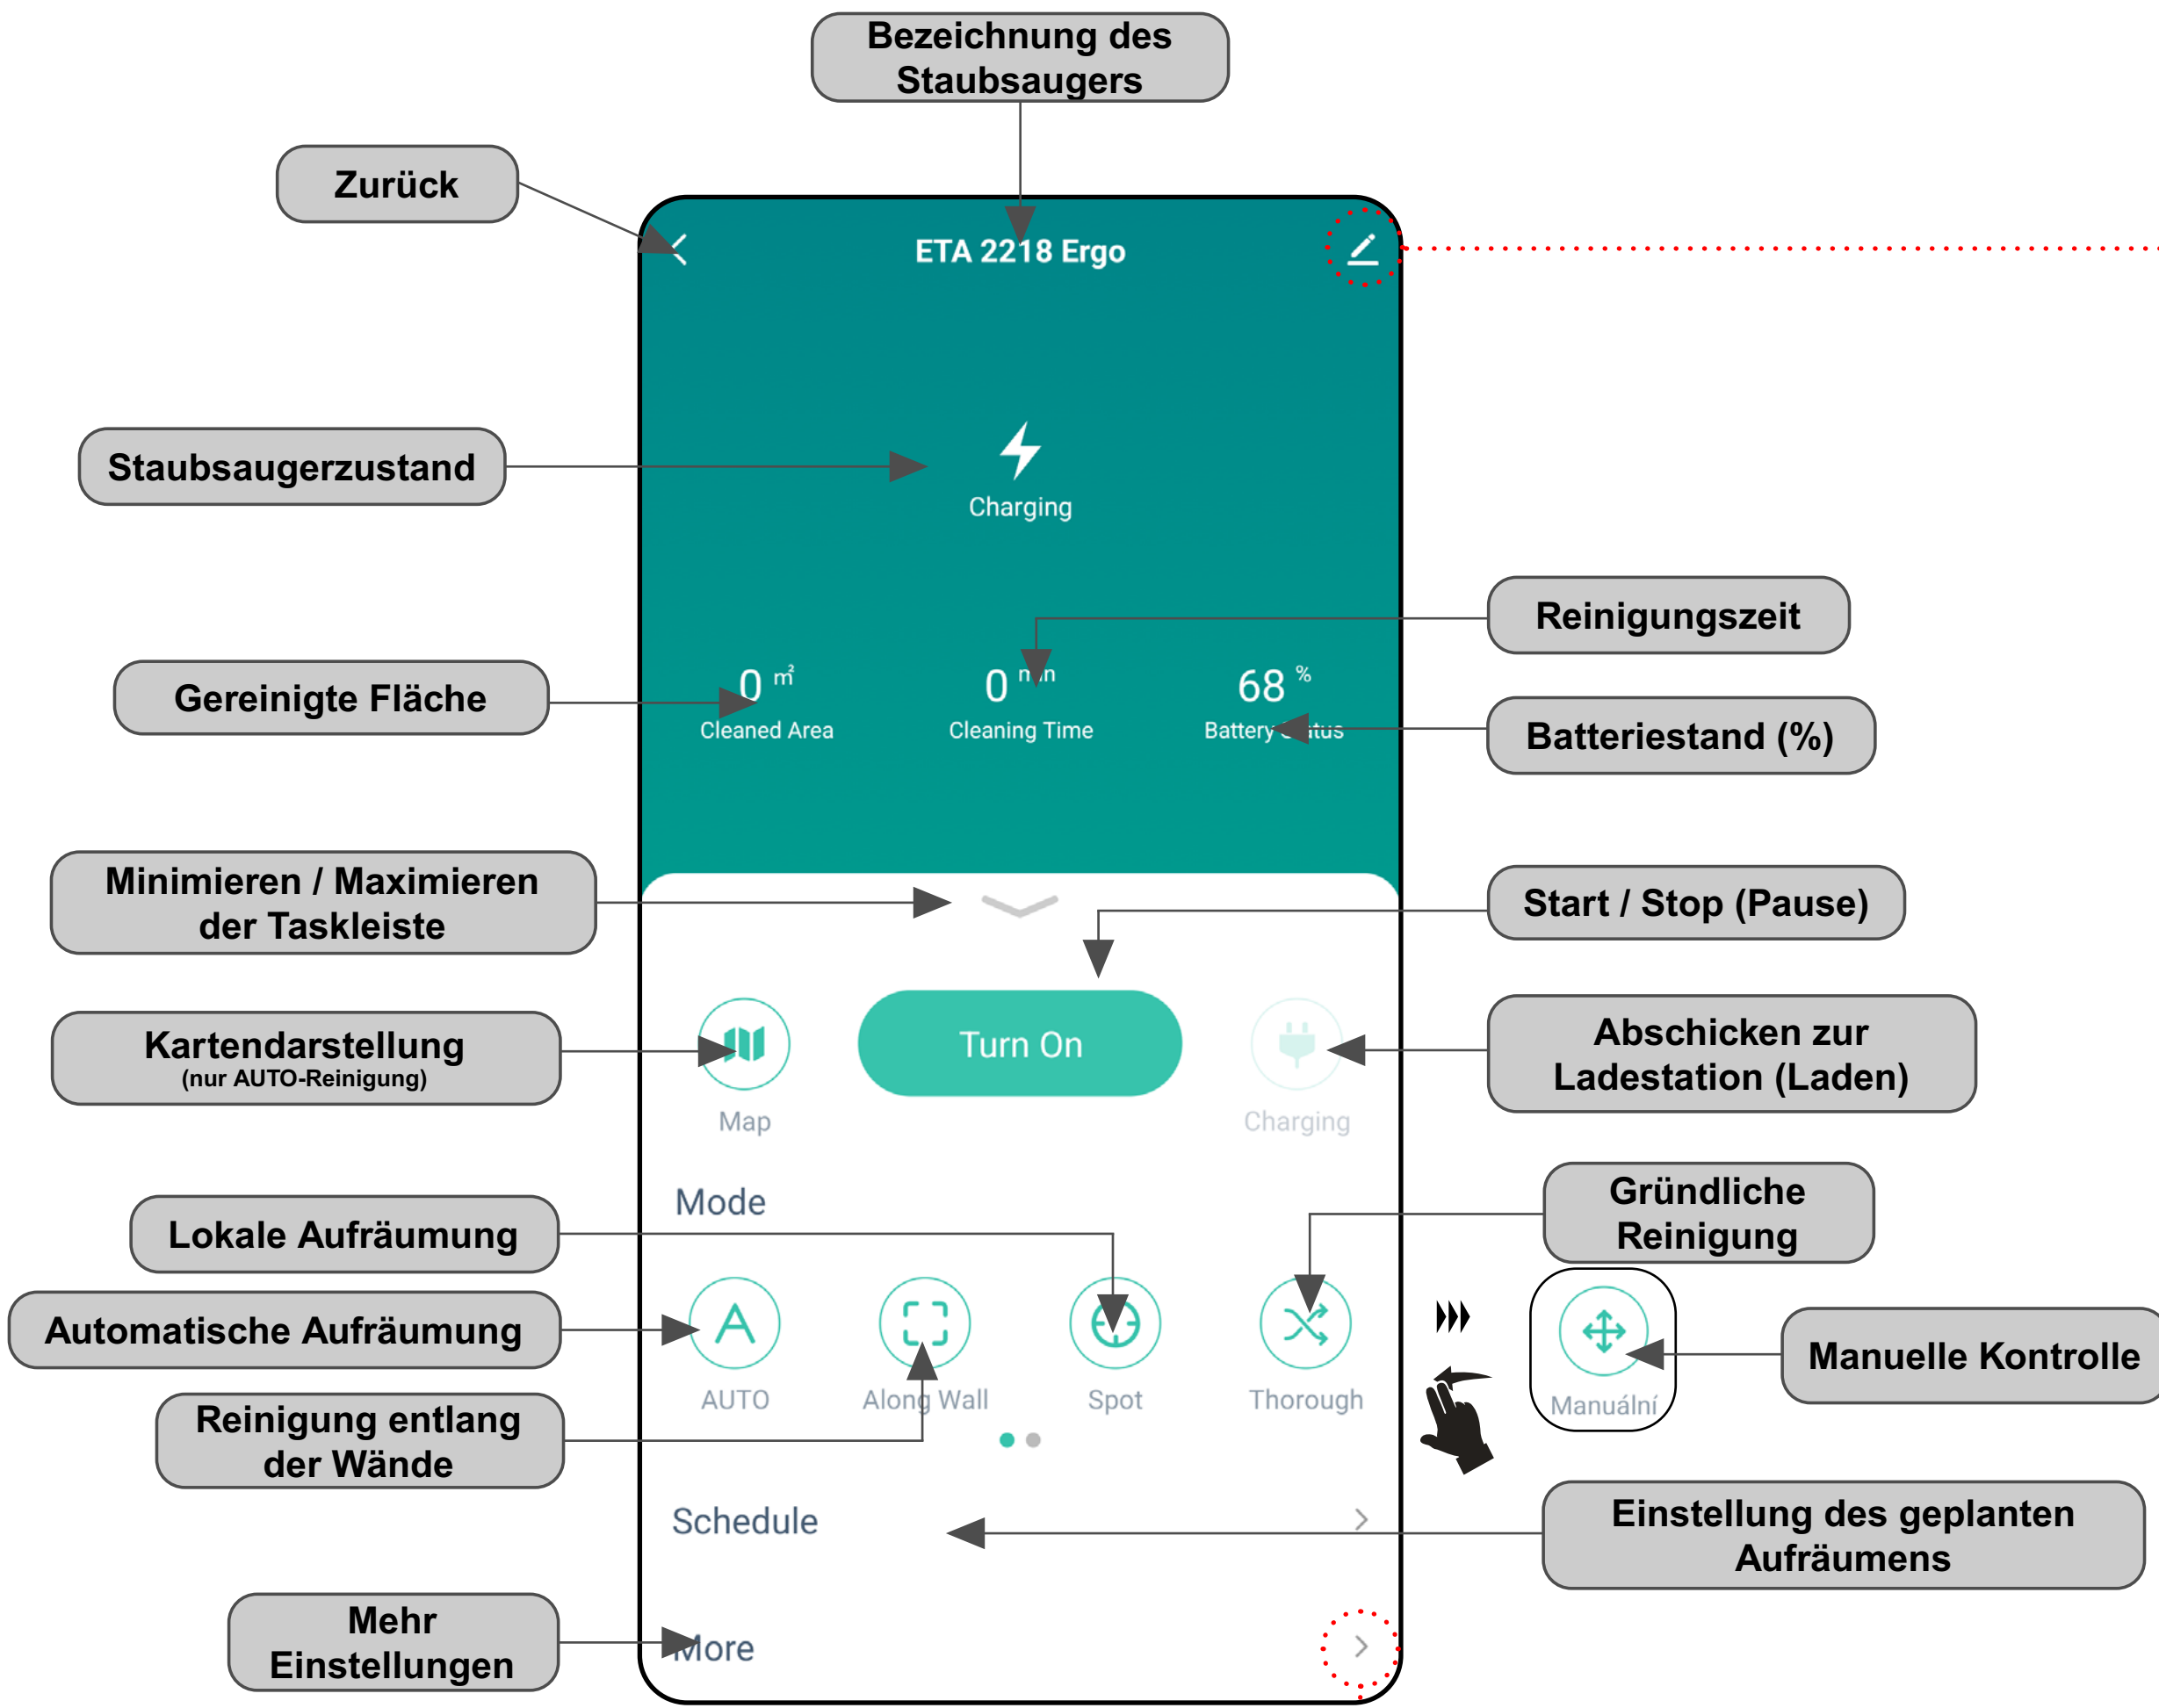 Bezeichnung des
Staubsaugers
Zurück
ETA 2218 Ergo
Staubsaugerzustand
Charging
Reinigungszeit
Gereinigte Fläche
0 m²
0 min
68 %
Cleaned Area
Cleaning Time
Battery Status
Batteriestand (%)
Minimieren / Maximieren
der Taskleiste
Start / Stop (Pause)
Kartendarstellung
(nur AUTO-Reinigung)
Turn On
Abschicken zur
Ladestation (Laden)
Map
Charging
Mode
Gründliche
Reinigung
Lokale Aufräumung
Automatische Aufräumung
Manuelle Kontrolle
AUTO
Along Wall
Spot
Thorough
Manuální
Reinigung entlang
der Wände
Schedule
Einstellung des geplanten
Aufräumens
Mehr
Einstellungen
More